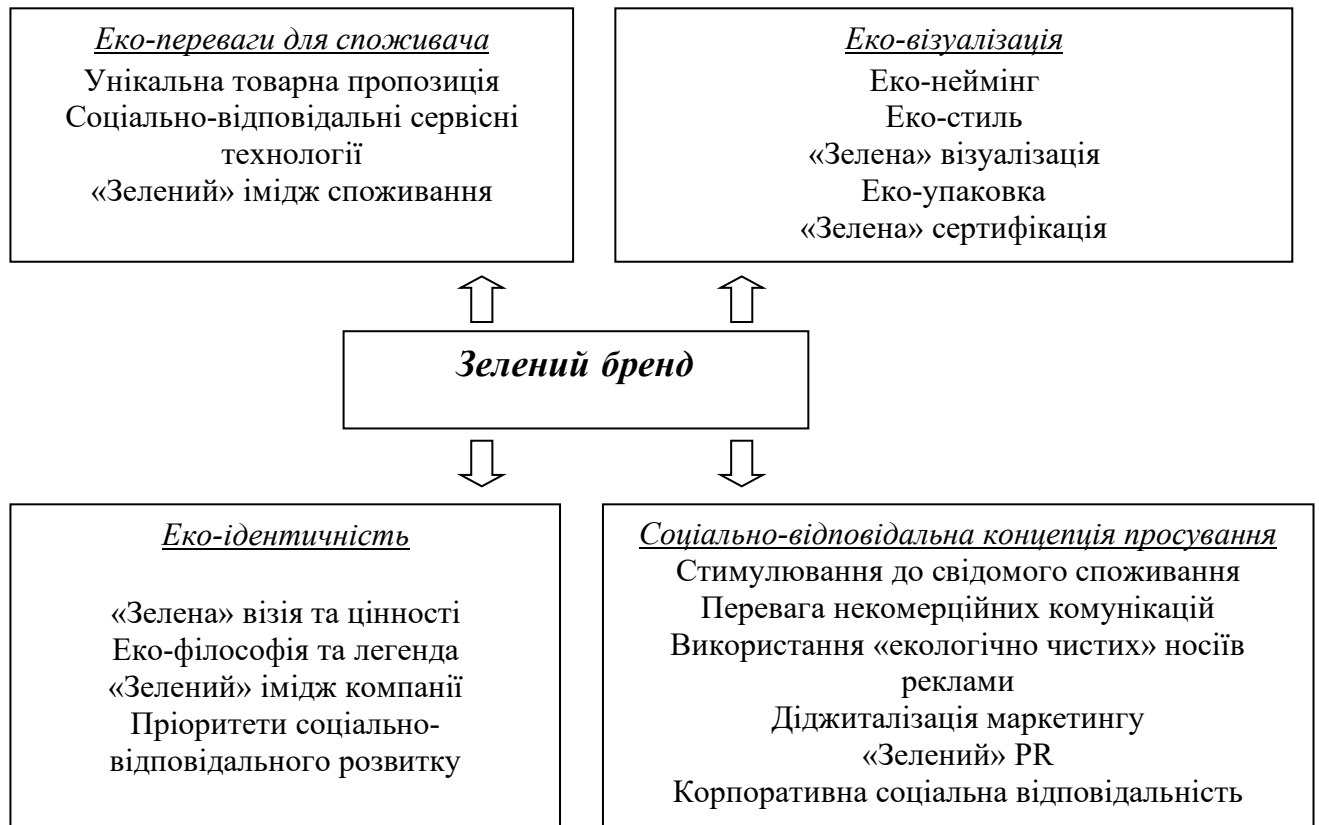 Еко-переваги для споживача
Унікальна товарна пропозиція
Соціально-відповідальні сервісні
технології
«Зелений» імідж споживання
Еко-візуалізація
Еко-неймінг
Еко-стиль
«Зелена» візуалізація
Еко-упаковка
«Зелена» сертифікація
Зелений бренд
Еко-ідентичність
«Зелена» візія та цінності
Еко-філософія та легенда
«Зелений» імідж компанії
Пріоритети соціально-
відповідального розвитку
Соціально-відповідальна концепція просування
Стимулювання до свідомого споживання
Перевага некомерційних комунікацій
Використання «екологічно чистих» носіїв
реклами
Діджиталізація маркетингу
«Зелений» PR
Корпоративна соціальна відповідальність